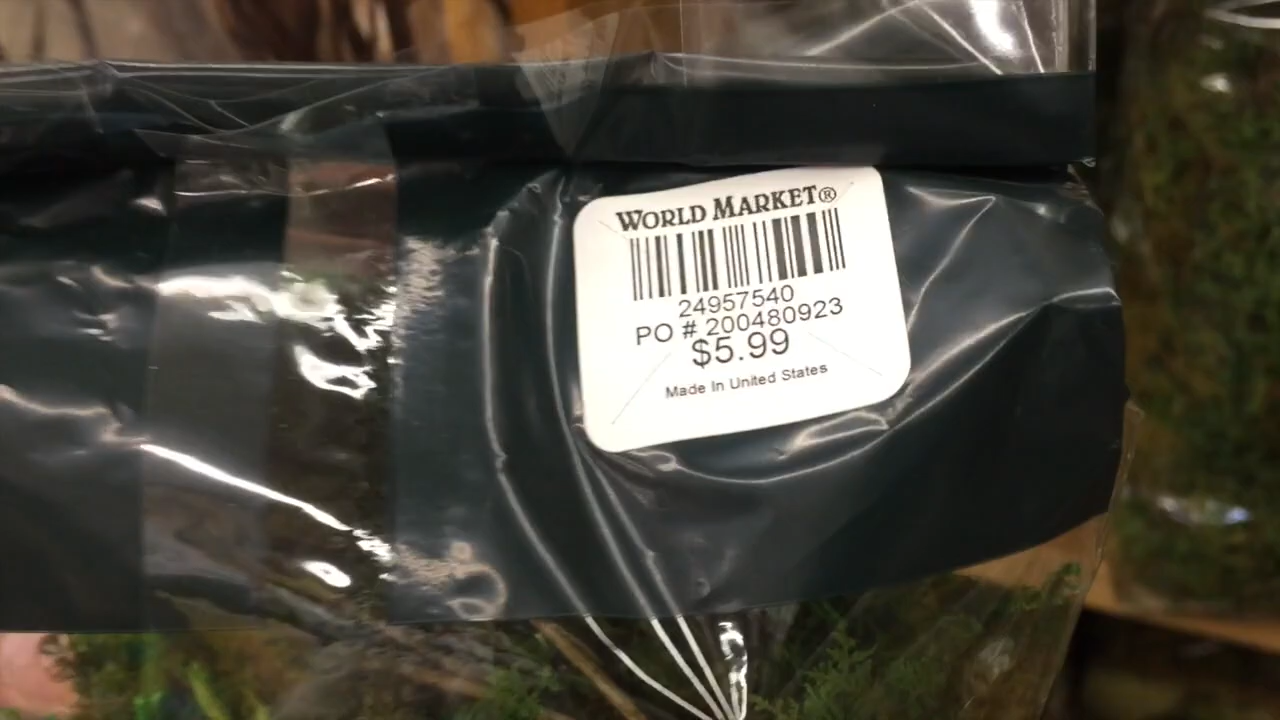 WORLD MARKET®
24957540
PO # 200480923
$5.99
Made In United States